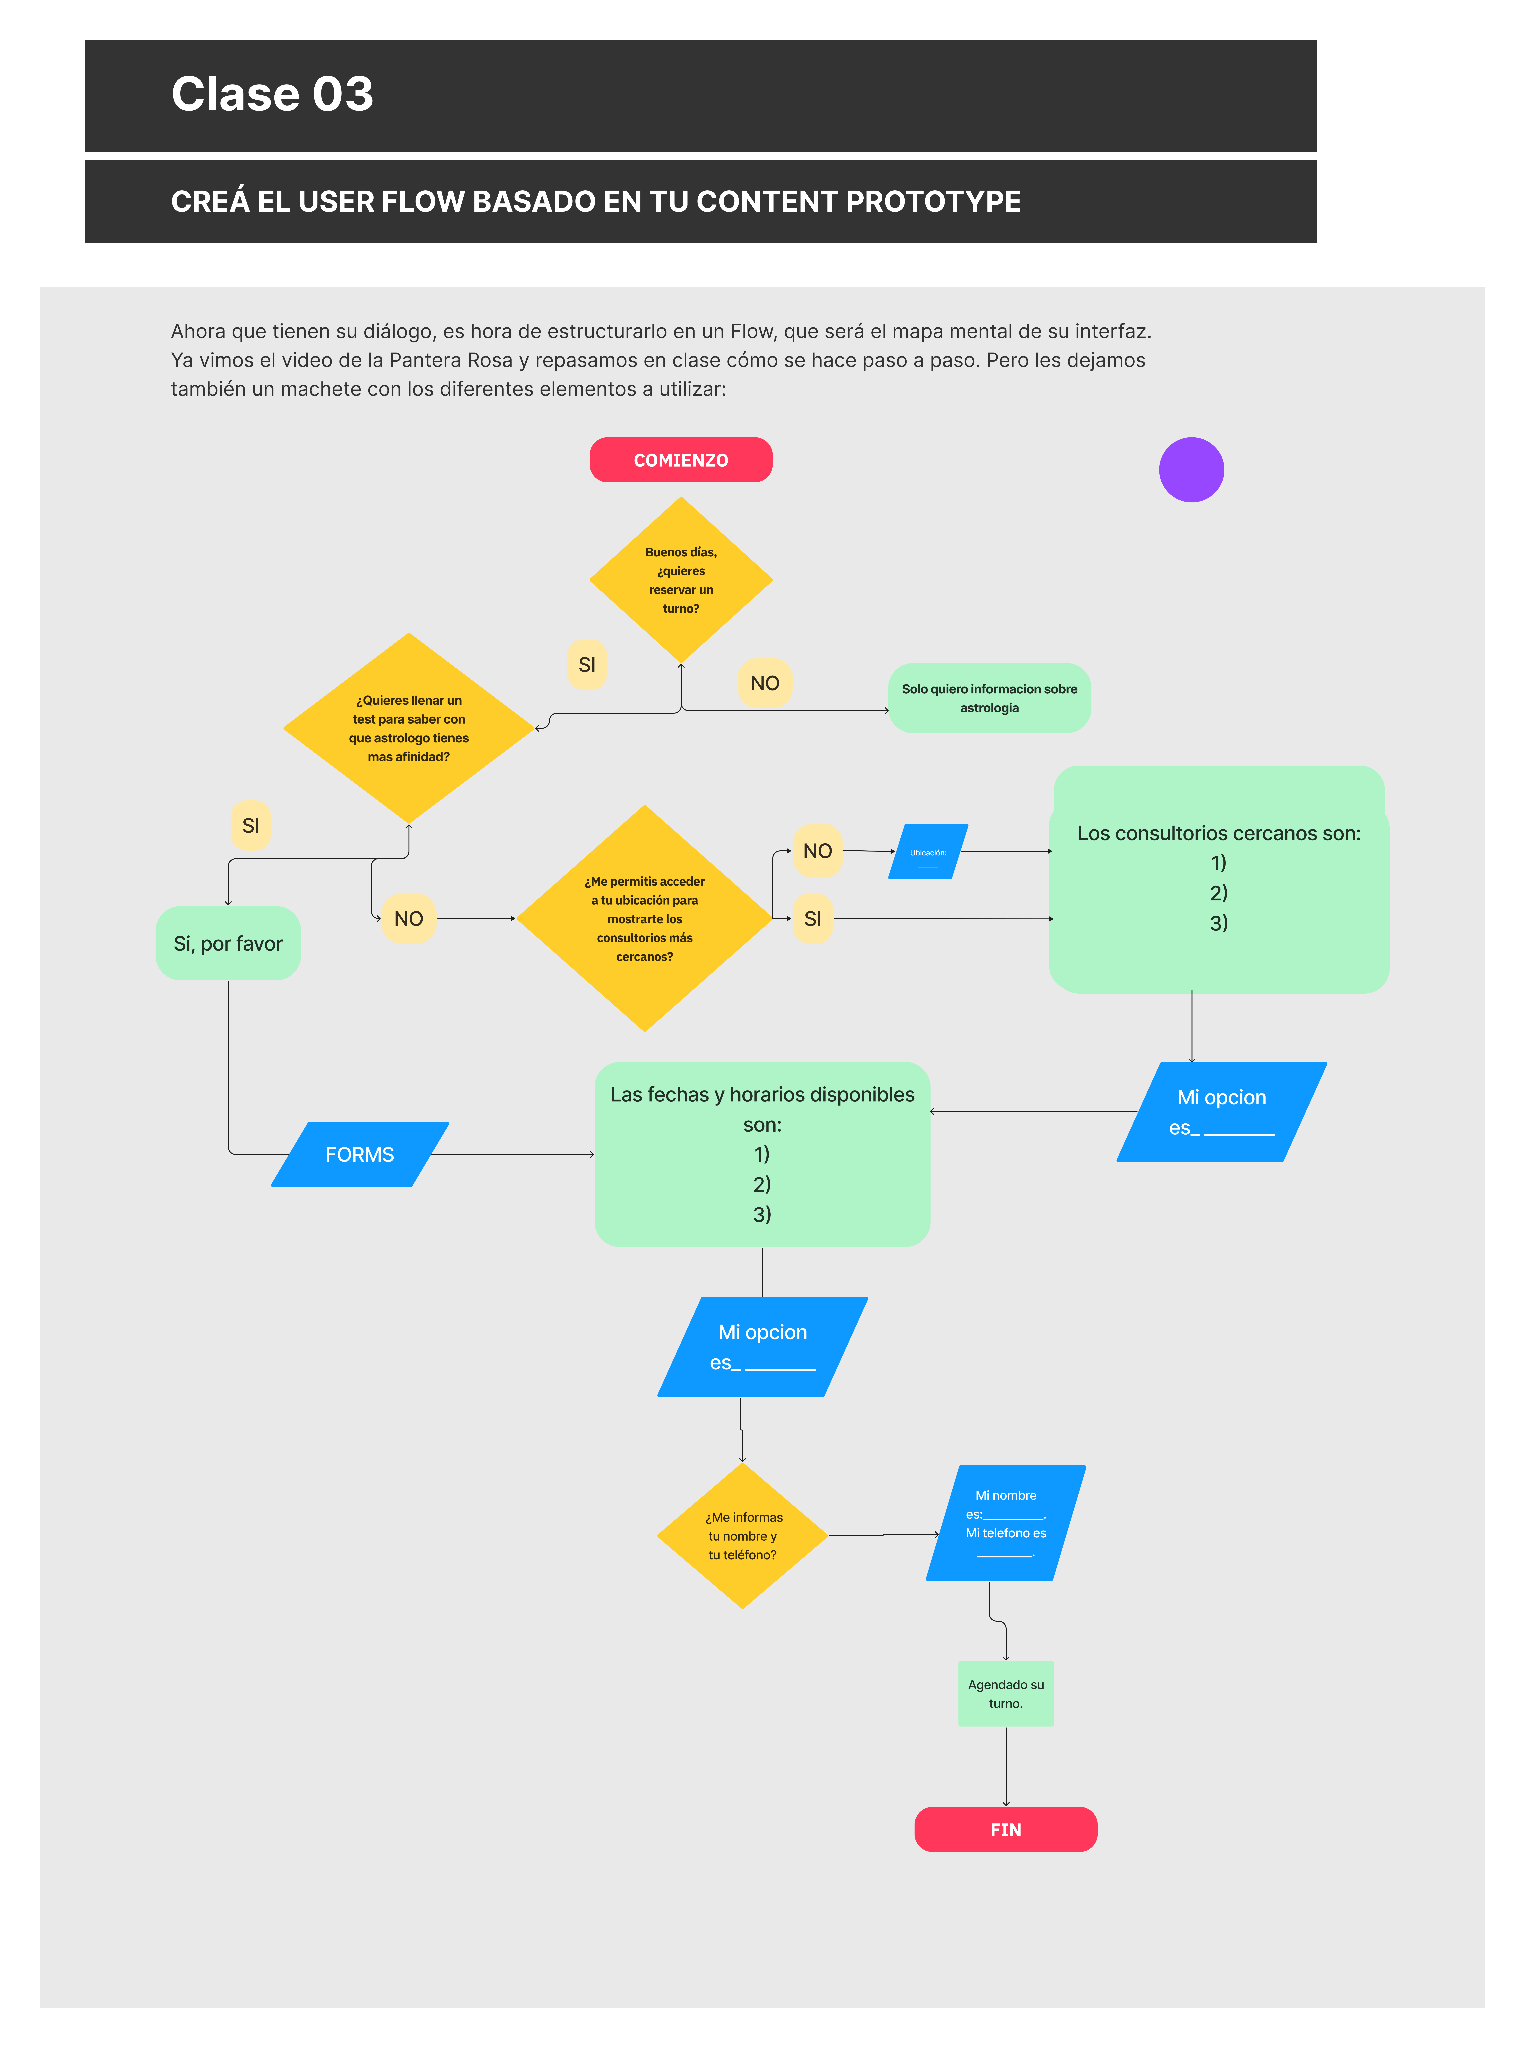 Clase 03
CREÁ EL USER FLOW BASADO EN TU CONTENT PROTOTYPE
Ahora que tienen su diálogo, es hora de estructurarlo en un Flow, que será el mapa mental de su interfaz.
Ya vimos el video de la Pantera Rosa y repasamos en clase cómo se hace paso a paso. Pero les dejamos
también un machete con los diferentes elementos a utilizar:
COMIENZO
Buenos días,
¿quieres
reservar un
turno?
SI
NO
Solo quiero informacion sobre
astrologia
¿Quieres llenar un
test para saber con
que astrologo tienes
mas afinidad?
SI
NO
Sí, por favor
¿Me permitis acceder
a tu ubicación para
mostrarte los
consultorios más
cercanos?
NO
Ubicación:
______
SI
Los consultorios cercanos son:
1)
2)
3)
Mi opcion
es_ _______
FORMS
Las fechas y horarios disponibles
son:
1)
2)
3)
Mi opcion
es_ _______
¿Me informas
tu nombre y
tu teléfono?
Mi nombre
es:__________.
Mi telefono es
_________.
Agendado su
turno.
FIN